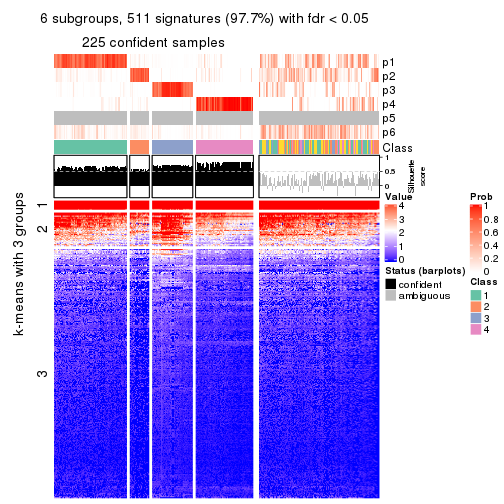 6 subgroups, 511 signatures (97.7%) with fdr < 0.05
225 confident samples
p1
p2
p3
p4
p5
p6
Class
1
0.5
0
Silhouette
score
k-means with 3 groups
1
2
3
Value
4
3
2
1
0
Status (barplots)
confident
ambiguous
Prob
1
0.8
0.6
0.4
0.2
0
Class
1
2
3
4